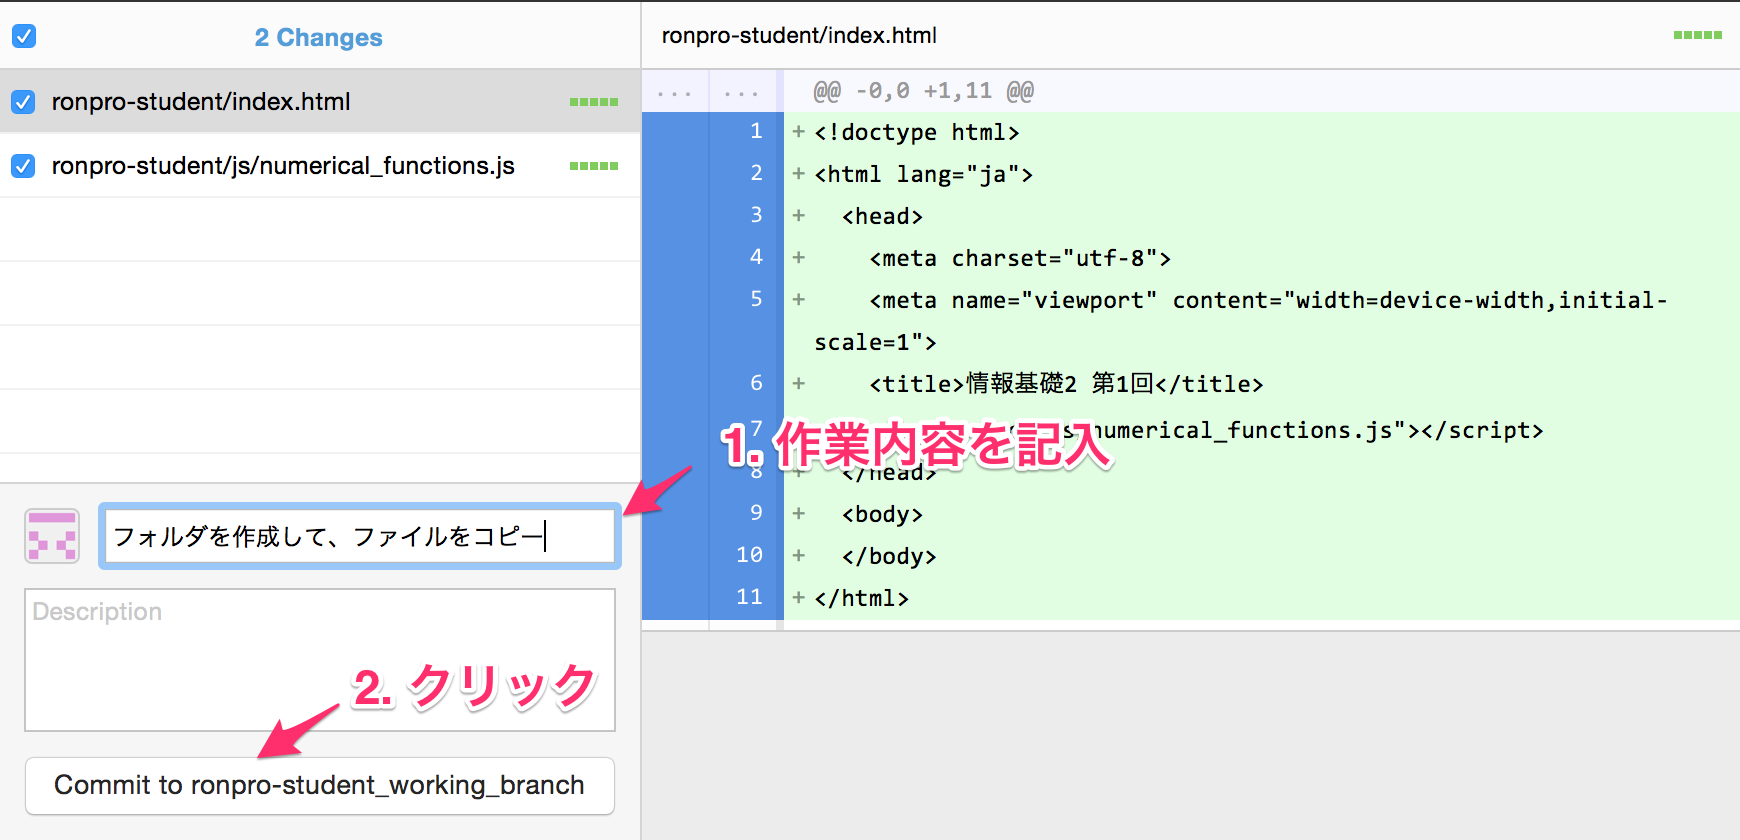 2 Changes
ronpro-student/index.html
ronpro-student/js/numerical_functions.js
フォルダを作成して、ファイルをコピー
Description
2. クリック
Commit to ronpro-student_working_branch
ronpro-student/index.html
... ... @@ -0,0 +1,11 @@
1 +<!doctype html>
2 +<html lang="ja">
3 + <head>
4 + <meta charset="utf-8">
5 + <meta name="viewport" content="width=device-width,initial-
scale=1">
6 + <title>情報基礎2 第1回</title>
7 numerical_functions.js"></script>
1. 作業内容を記入
8 + </head>
9 + <body>
10 + </body>
11 +</html>